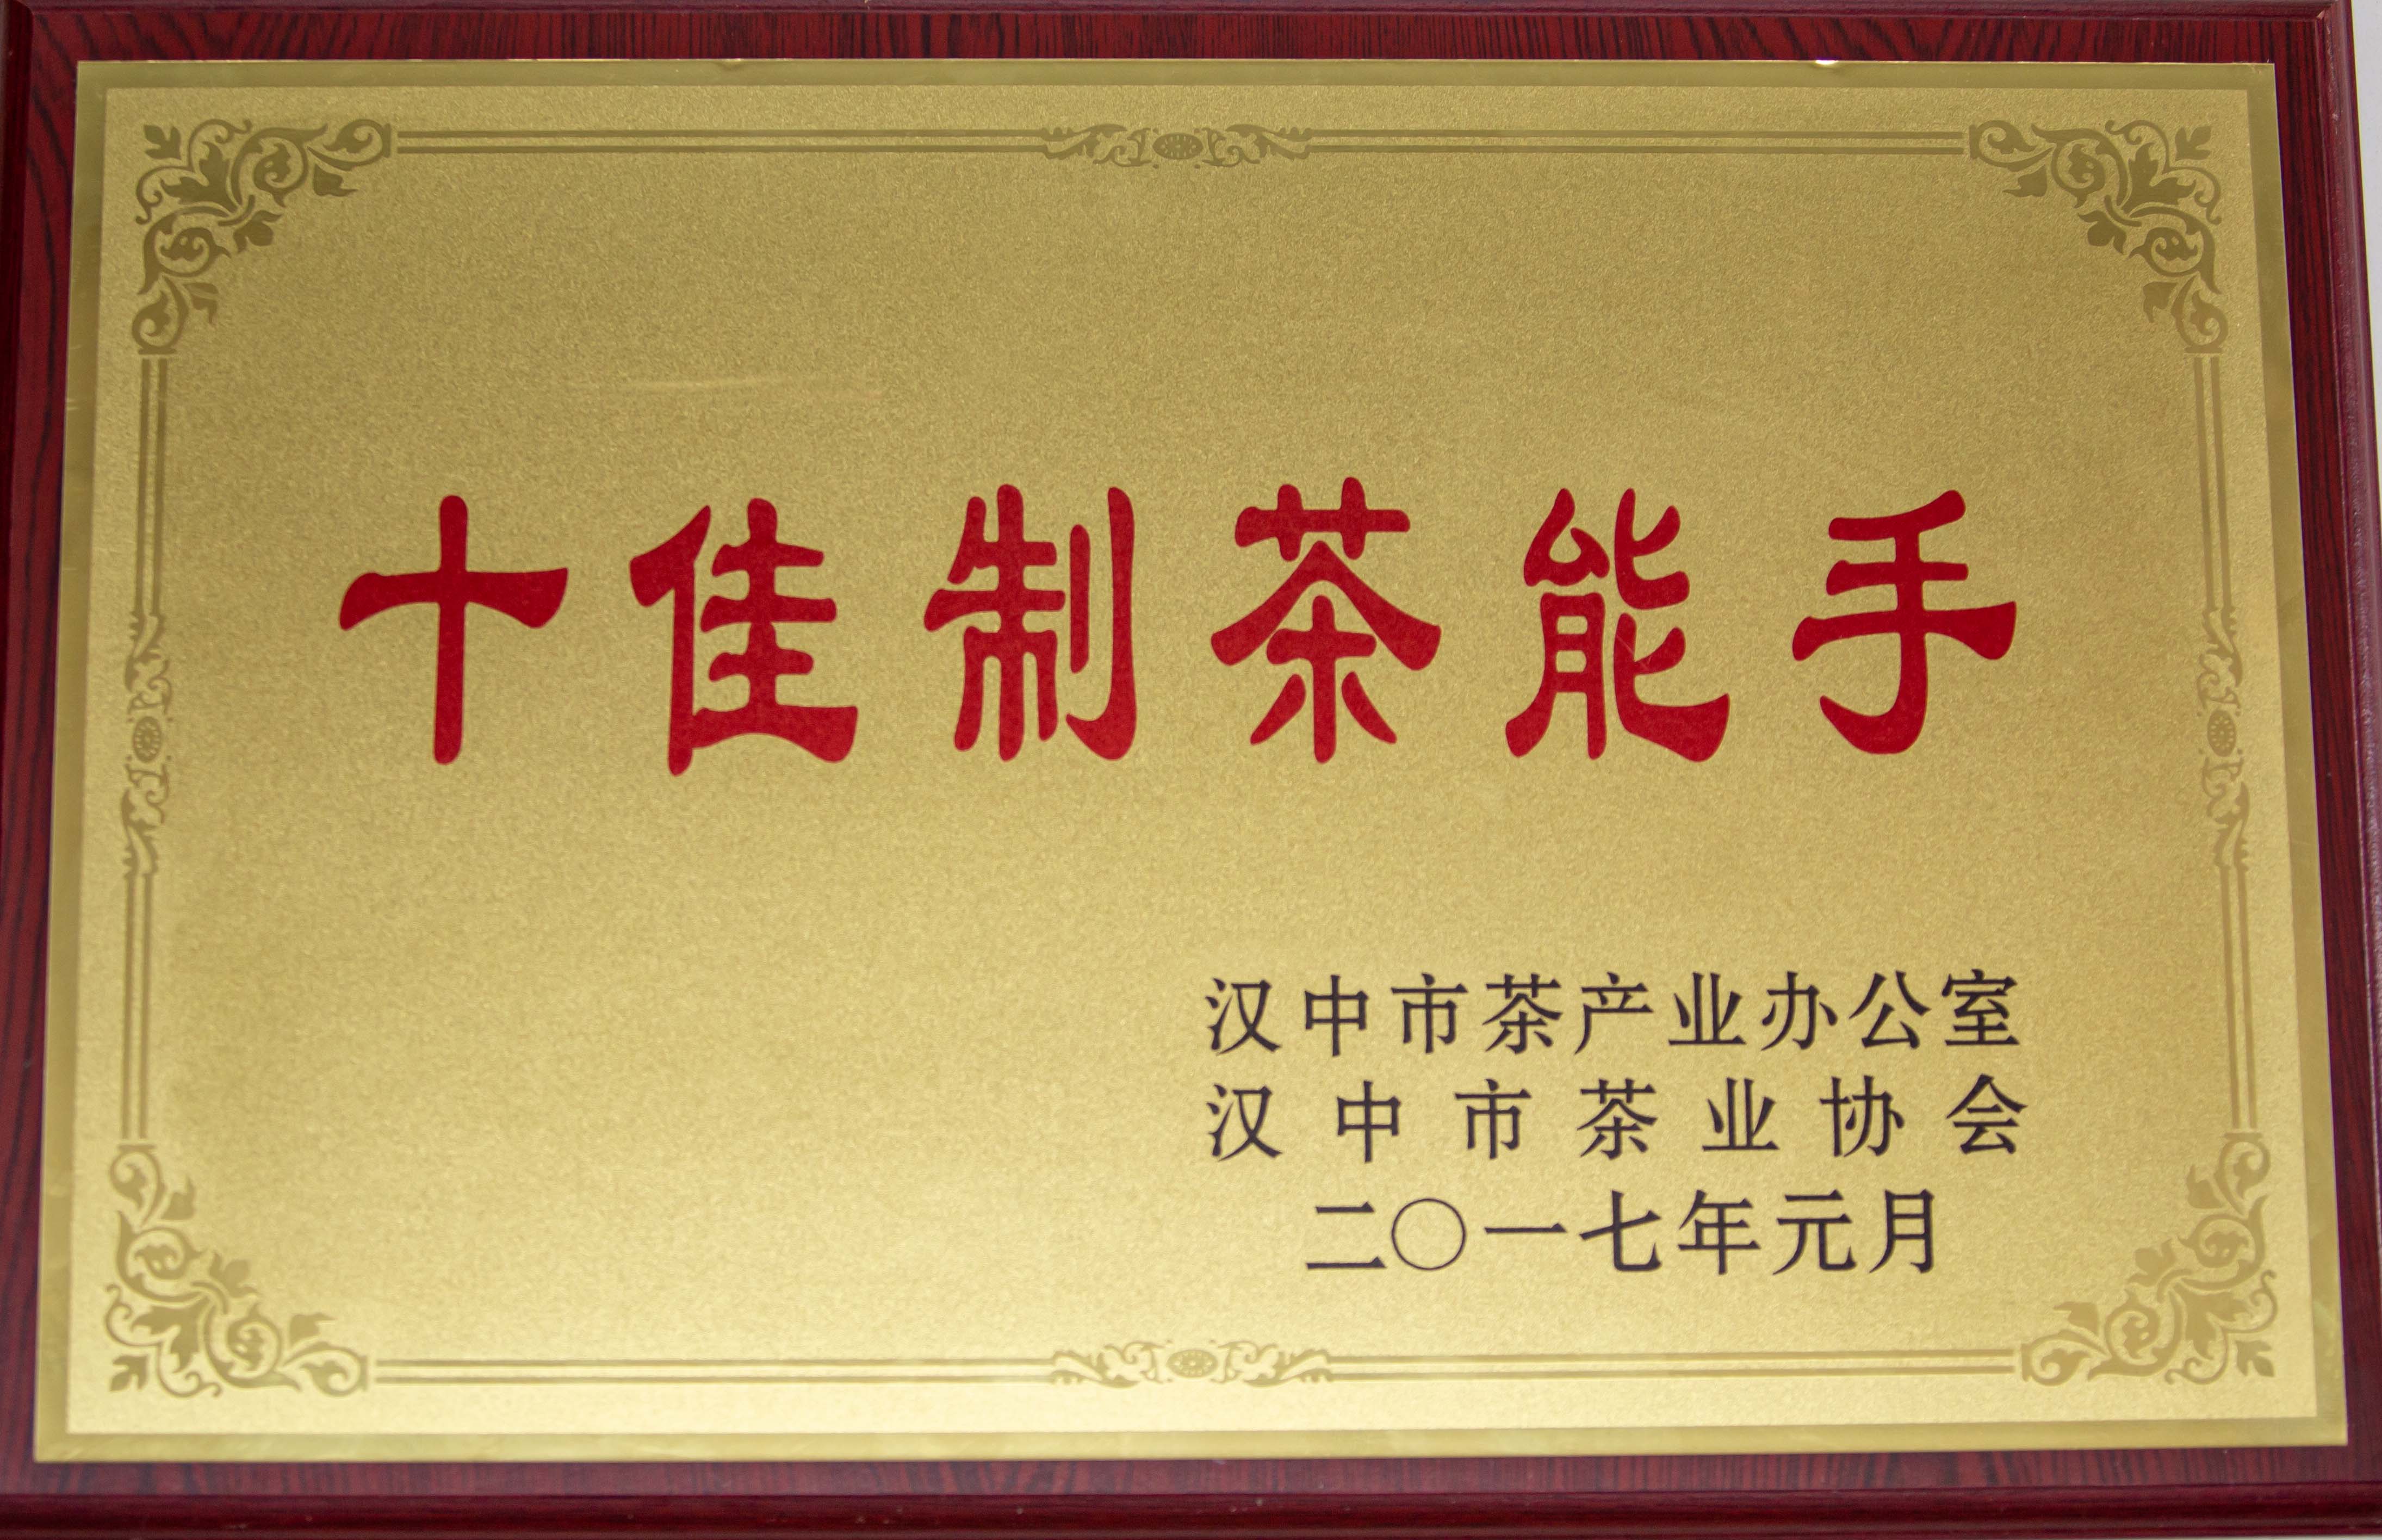 十佳制茶能手
汉中市茶产业办公室
汉中市茶业协会
二〇一七年元月